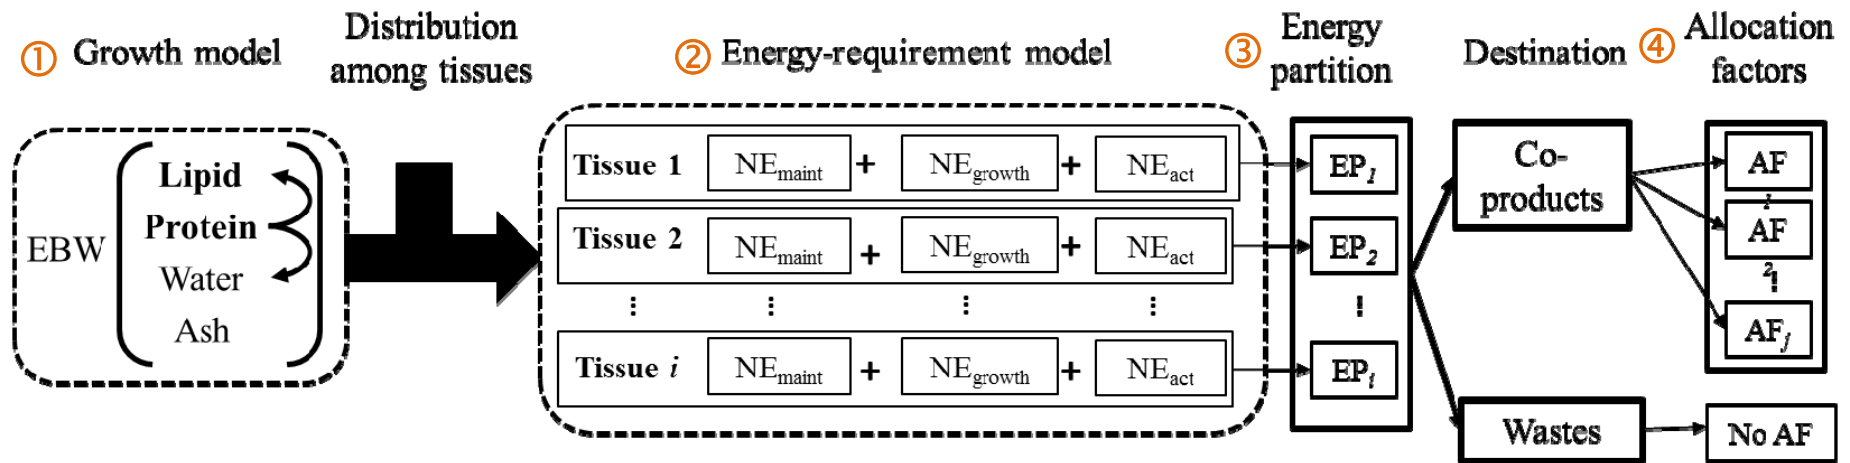 ① Growth model
Distribution
among tissues
② Energy-requirement model
③ Energy
partition
Destination
④ Allocation
factors
EBW
Lipid
Protein
Water
Ash
Tissue 1 NEmaint + NEgrowth + NEact
Tissue 2 NEmaint + NEgrowth + NEact
⋮ ⋮ ⋮ ⋮
Tissue i NEmaint + NEgrowth + NEact
EP1
EP2
⋮
EPi
Co-
products
Wastes
AF
1
AF
2
⋮
AFj
No AF